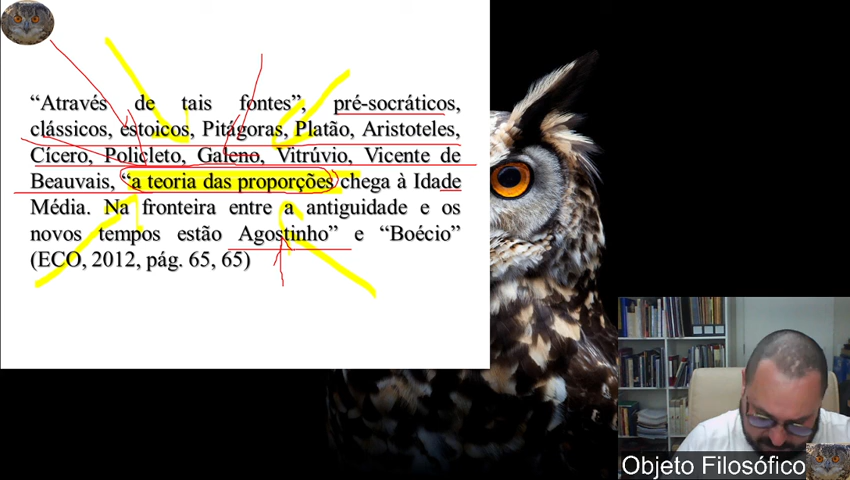 “Através de tais fontes”, pré-socráticos,
clássicos, estoicos, Pitágoras, Platão, Aristoteles,
Cícero, Policleto, Galeno, Vitrúvio, Vicente de
Beauvais, “a teoria das proporções chega à Idade
Média. Na fronteira entre a antiguidade e os
novos tempos estão Agostinho” e “Boécio”
(ECO, 2012, pág. 65, 65)
Objeto Filosófico